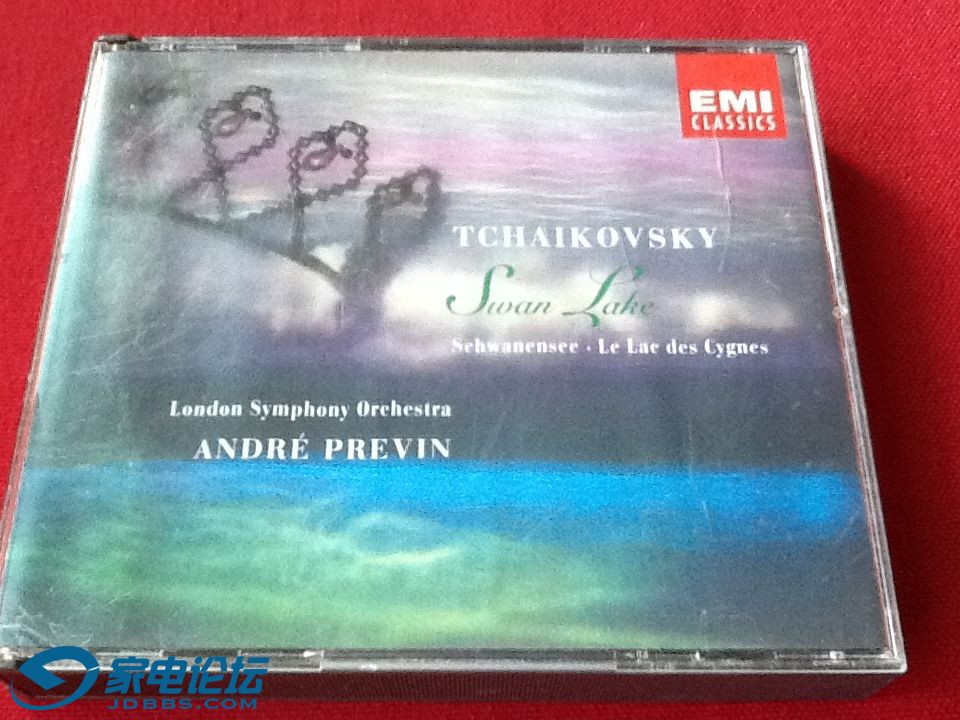 EMI
CLASSICS
TCHAIKOVSKY
Swan Lake
Schwanensee · Le Lac des Cygnes
London Symphony Orchestra
ANDRÉ PREVIN
家电论坛
JDBBS.COM